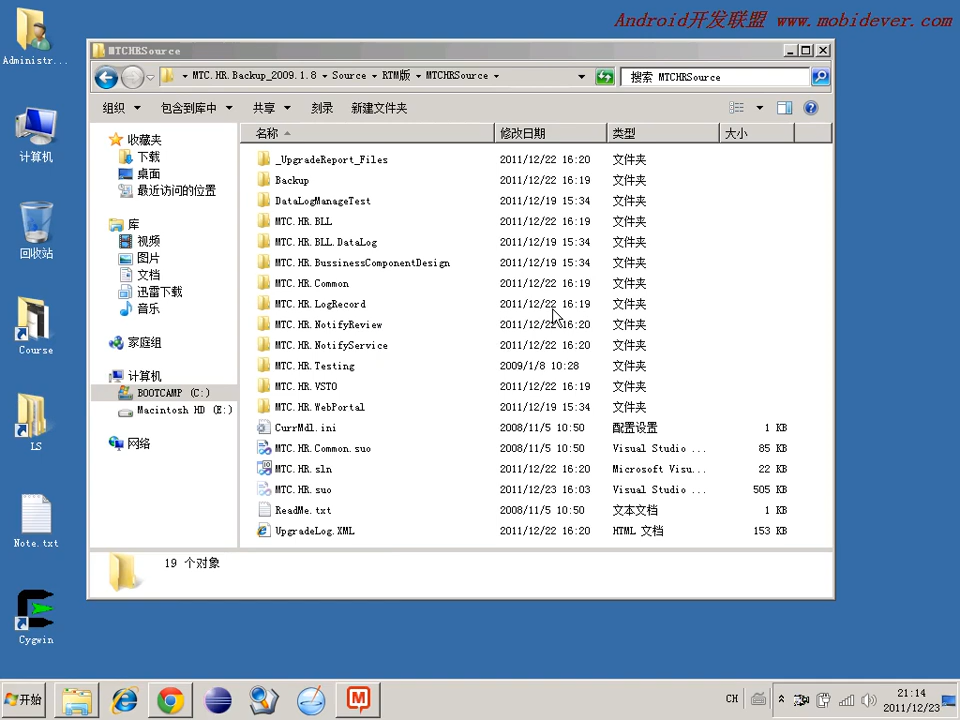 Android开发联盟 www.mobidever.com
Administr...
计算机
回收站
Course
LS
Note.txt
Cygwin
MTCHRSource
MTC.HR.Backup_2009.1.8 Source RTM版 MTCHRSource
搜索 MTCHRSource
组织 包含到库中 共享 刻录 新建文件夹
收藏夹
下载
桌面
最近访问的位置
库
视频
图片
文档
迅雷下载
音乐
家庭组
计算机
BOOTCAMP (C:)
Macintosh HD (E:)
网络
名称 修改日期 类型 大小
_UpgradeReport_Files 2011/12/22 16:20 文件夹
Backup 2011/12/22 16:19 文件夹
DataLogManageTest 2011/12/19 15:34 文件夹
MTC.HR.BLL 2011/12/22 16:19 文件夹
MTC.HR.BLL.DataLog 2011/12/19 15:34 文件夹
MTC.HR.BussinessComponentDesign 2011/12/19 15:34 文件夹
MTC.HR.Common 2011/12/22 16:19 文件夹
MTC.HR.LogRecord 2011/12/22 16:19 文件夹
MTC.HR.NotifyReview 2011/12/22 16:20 文件夹
MTC.HR.NotifyService 2011/12/22 16:20 文件夹
MTC.HR.Testing 2009/1/8 10:28 文件夹
MTC.HR.VSTO 2011/12/22 16:19 文件夹
MTC.HR.WebPortal 2011/12/19 15:34 文件夹
CurrMdl.ini 2008/11/5 10:50 配置设置 1 KB
MTC.HR.Common.suo 2008/11/5 10:50 Visual Studio ... 85 KB
MTC.HR.sln 2011/12/22 16:20 Microsoft Visu... 22 KB
MTC.HR.suo 2011/12/23 16:03 Visual Studio ... 505 KB
ReadMe.txt 2008/11/5 10:50 文本文档 1 KB
UpgradeLog.XML 2011/12/22 16:20 HTML 文档 153 KB
19 个对象
开始
CH
21:14
2011/12/23